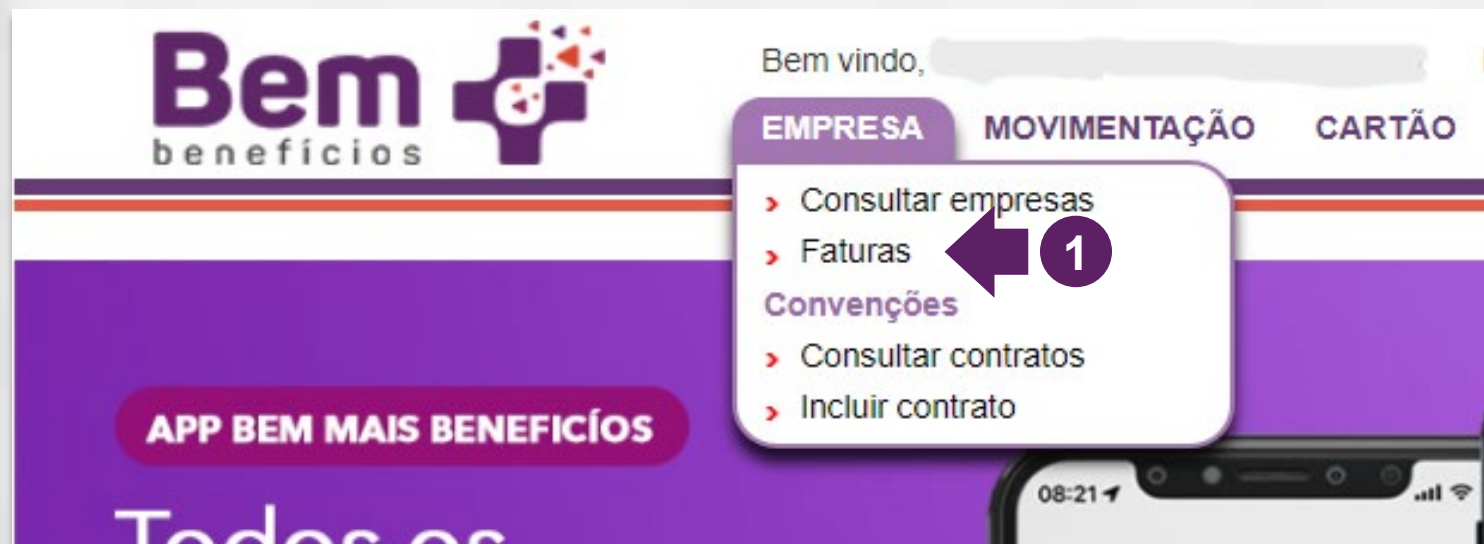 Bem
benefícios
Bem vindo,
EMPRESA MOVIMENTAÇÃO CARTÃO
Consultar empresas
Faturas
1
Convenções
Consultar contratos
Incluir contrato
APP BEM MAIS BENEFICÍOS
Todos os
08:21